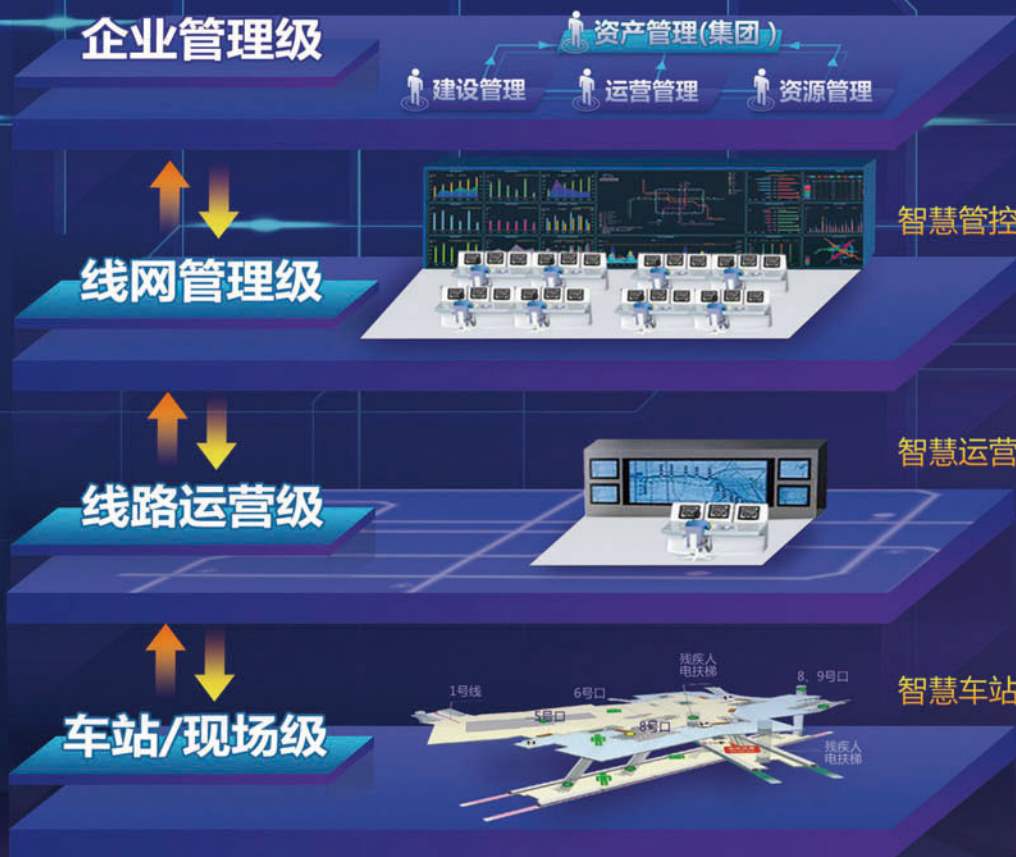 企业管理级
资产管理(集团)
建设管理
运营管理
资源管理
智慧管控
线网管理级
智慧运营
线路运营级
残疾人
电扶梯
8、9号口
1号线
6号口
智慧车站
5号口
8号口
车站/现场级
残疾人
电扶梯